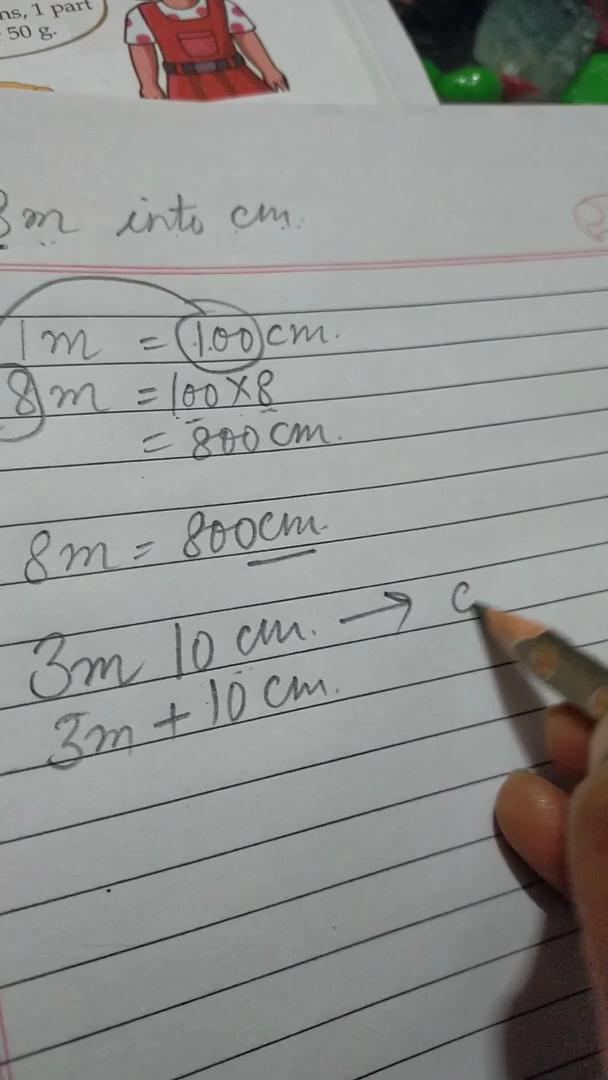 ns, 1 part
50 g.
8m into cm.
1m = 100 cm.
8m = 100 × 8
= 800 cm.
8m = 800cm.
3m 10 cm. → c
3m + 10 cm.